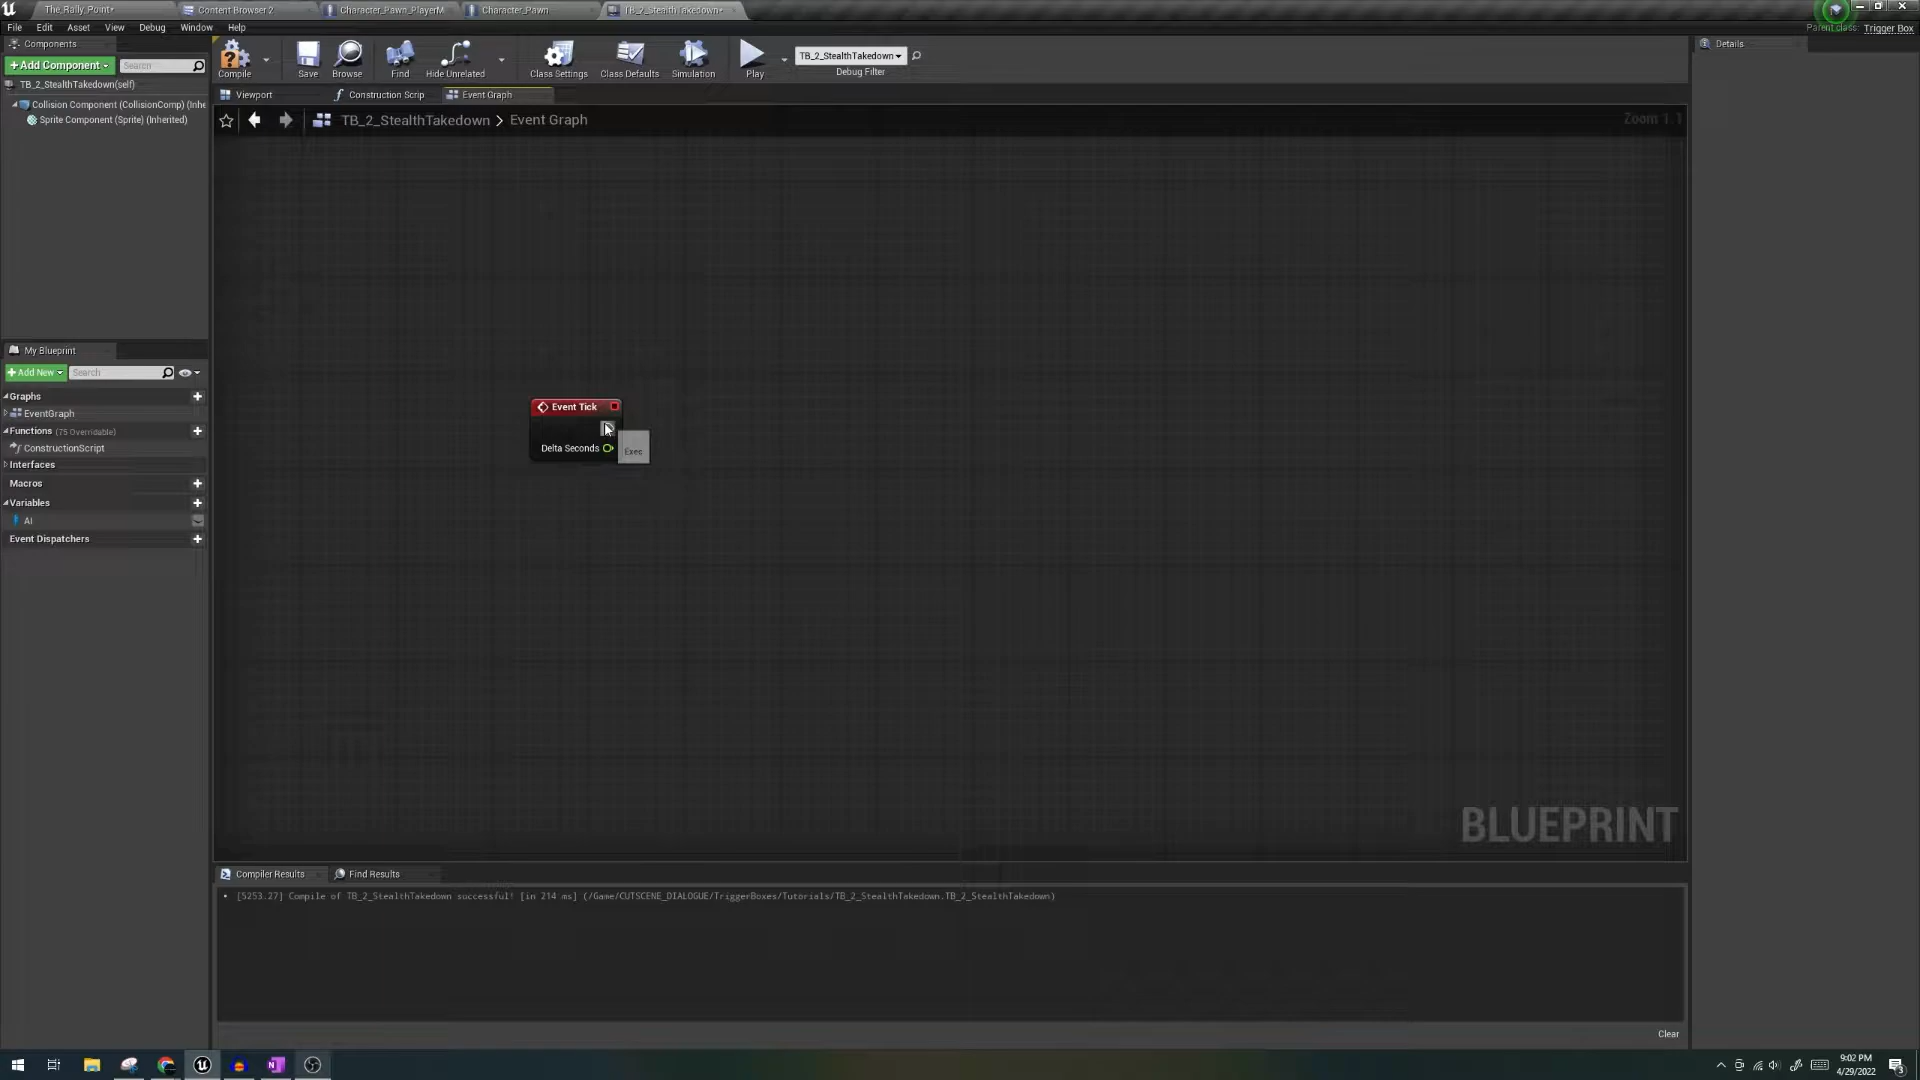 The_Rally_Point*
Content Browser 2
Character_Pawn_PlayerM
Character_Pawn
TB_2_StealthTakedown*
File Edit Asset View Debug Window Help
Parent class: Trigger Box
Components
+Add Component
Search
TB_2_StealthTakedown(self)
Collision Component (CollisionComp) (Inhe
Sprite Component (Sprite) (Inherited)
Compile
Save
Browse
Find
Hide Unrelated
Class Settings
Class Defaults
Simulation
Play
TB_2_StealthTakedown
Debug Filter
Details
Viewport
Construction Scrip
Event Graph
TB_2_StealthTakedown > Event Graph
Zoom 1:1
Event Tick
Delta Seconds
Exec
My Blueprint
+Add New
Search
Graphs
EventGraph
Functions (75 Overridable)
ConstructionScript
Interfaces
Macros
Variables
AI
Event Dispatchers
BLUEPRINT
Compiler Results
Find Results
[5253.27] Compile of TB_2_StealthTakedown successful! [in 214 ms] (/Game/CUTSCENE_DIALOGUE/TriggerBoxes/Tutorials/TB_2_StealthTakedown.TB_2_StealthTakedown)
Clear
9:02 PM
4/29/2022
3